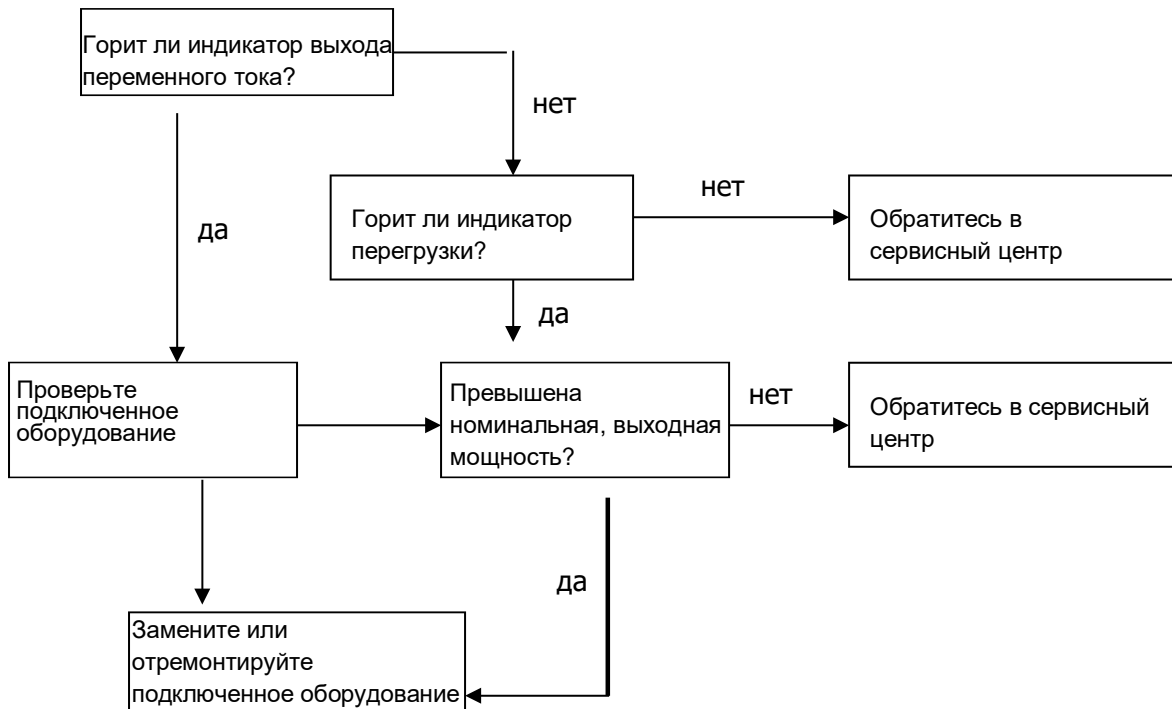 Горит ли индикатор выхода
переменного тока?
нет
Горит ли индикатор
перегрузки?
нет
Обратитесь в
сервисный центр
да
да
Проверьте
подключенное
оборудование
Превышена
номинальная, выходная
мощность?
нет
Обратитесь в сервисный
центр
да
Замените или
отремонтируйте
подключенное оборудование